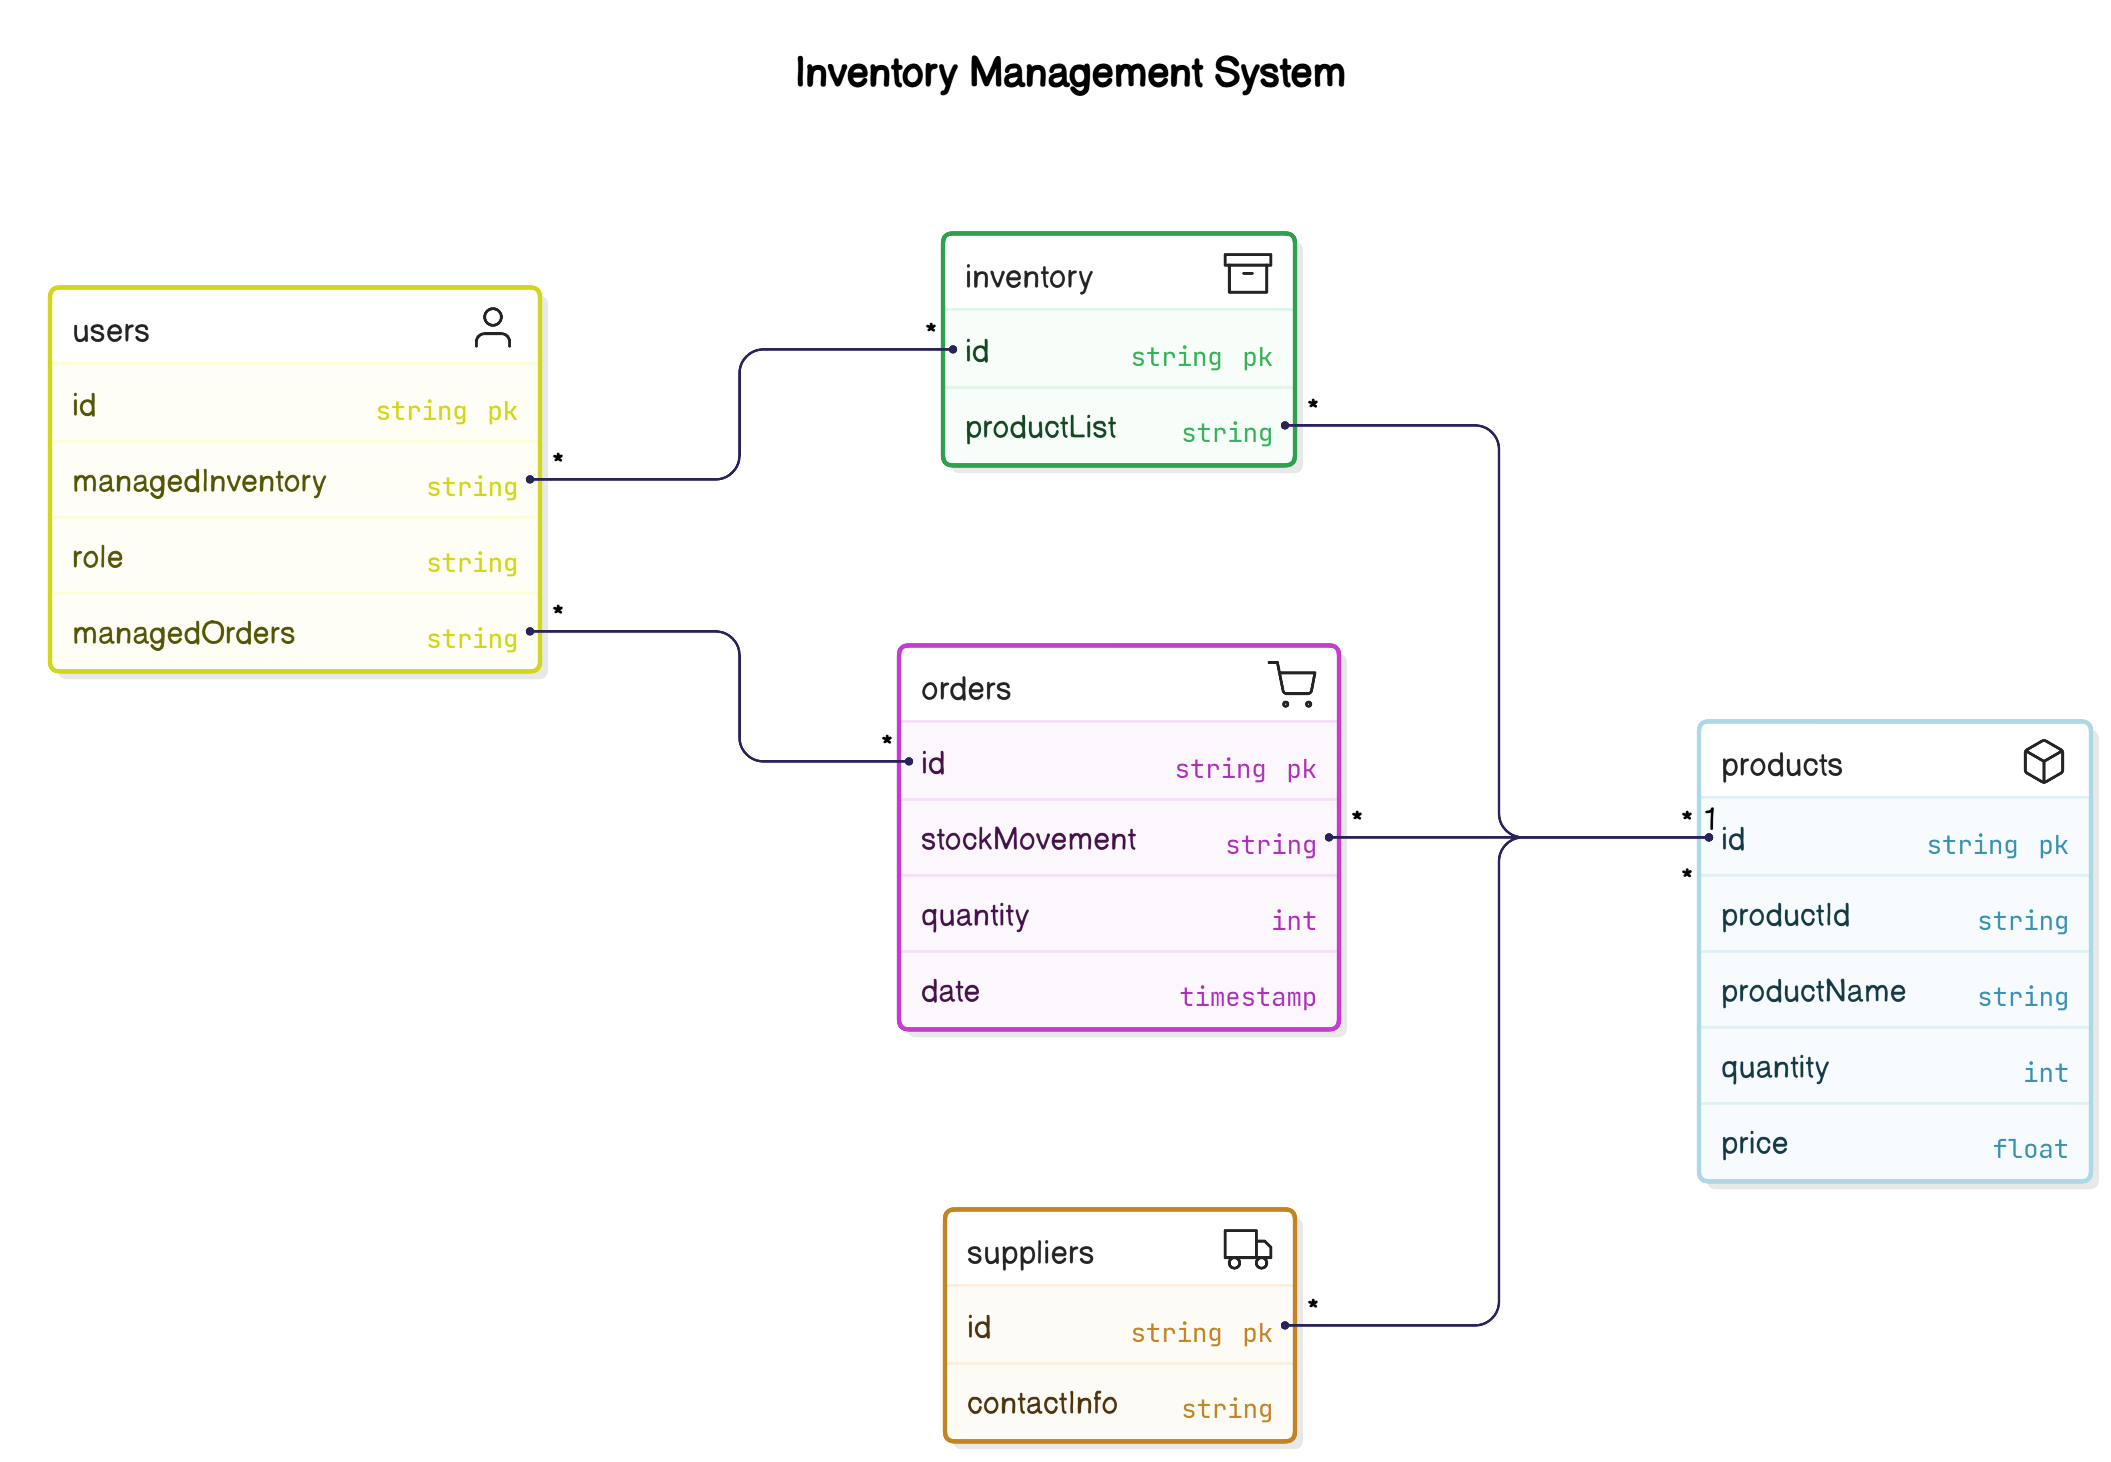 Inventory Management System
users
id string pk
managedInventory string
role string
managedOrders string
*
*
inventory
id string pk
productList string
*
*
orders
id string pk
stockMovement string
quantity int
date timestamp
*
*
products
id string pk
productId string
productName string
quantity int
price float
* 1
*
suppliers
id string pk
contactInfo string
*